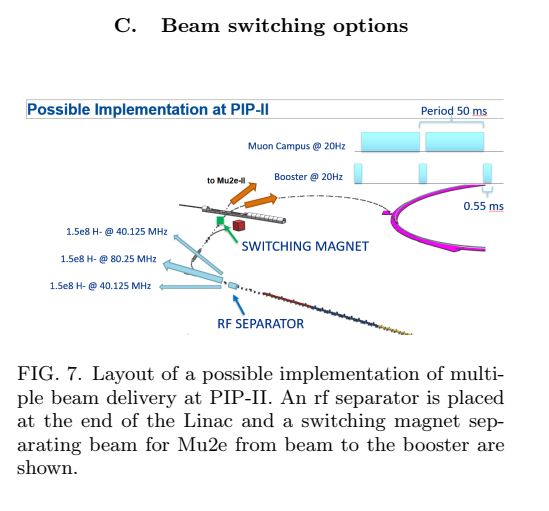 C. Beam switching options
Possible Implementation at PIP-II
Period 50 ms
Muon Campus @ 20Hz
Booster @ 20Hz
to Mu2e-II
0.55 ms
1.5e8 H- @ 40.125 MHz
SWITCHING MAGNET
1.5e8 H- @ 80.25 MHz
1.5e8 H- @ 40.125 MHz
RF SEPARATOR
FIG. 7. Layout of a possible implementation of multi-
ple beam delivery at PIP-II. An rf separator is placed
at the end of the Linac and a switching magnet sep-
arating beam for Mu2e from beam to the booster are
shown.